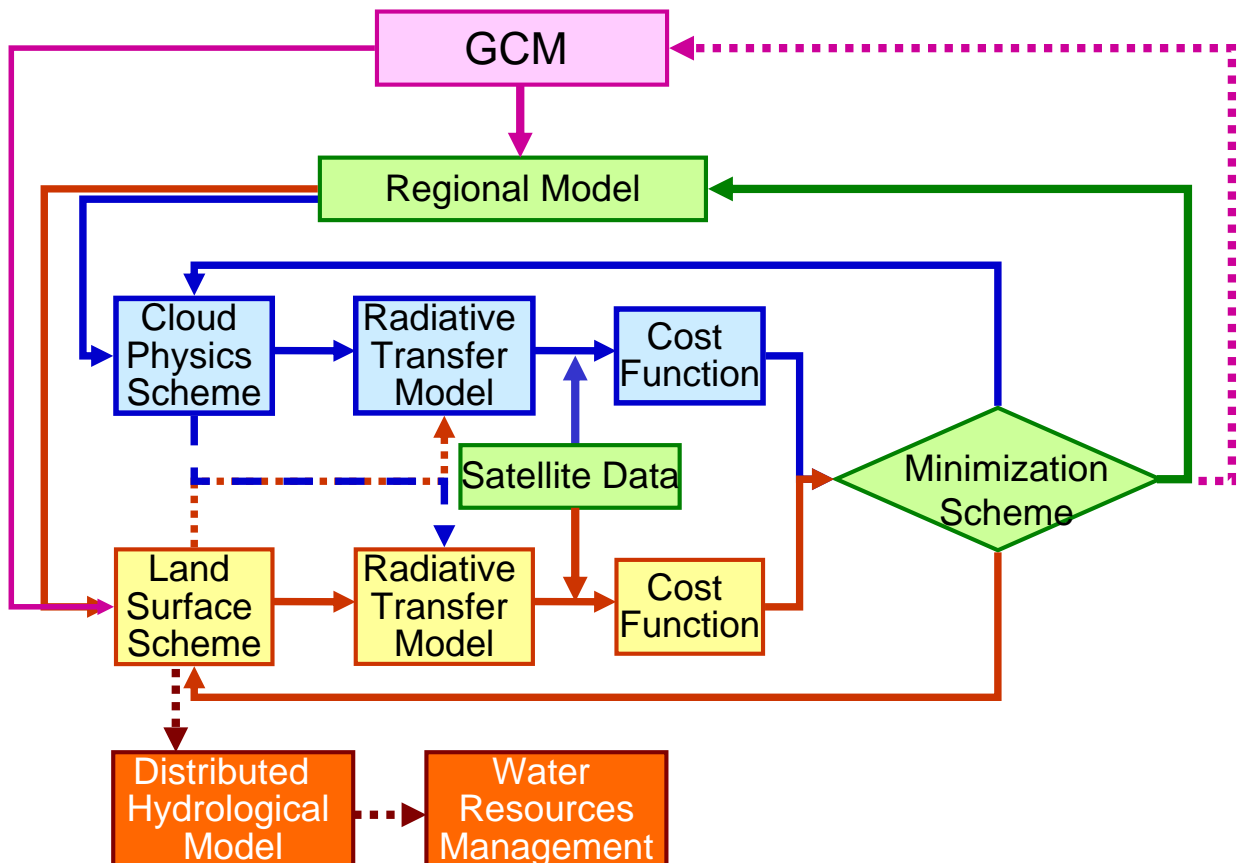 GCM
Regional Model
Cloud
Physics
Scheme
Radiative
Transfer
Model
Cost
Function
Satellite Data
Minimization
Scheme
Land
Surface
Scheme
Radiative
Transfer
Model
Cost
Function
Distributed
Hydrological
Model
Water
Resources
Management